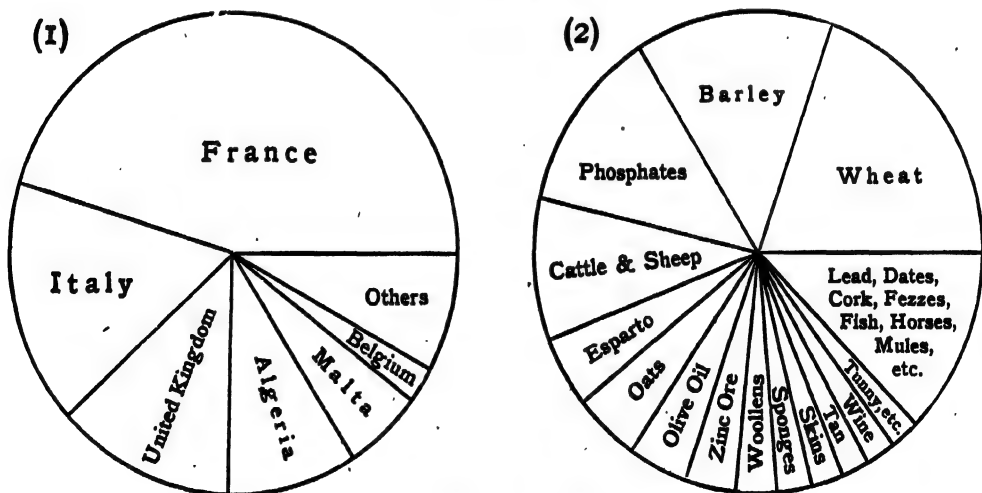 (1)
France
Italy
United Kingdom
Algeria
Malta
Belgium
Others
(2)
Barley
Wheat
Phosphates
Cattle & Sheep
Esparto
Oats
Olive Oil
Zinc Ore
Woollens
Sponges
Skins
Tan
Wine
Tunny, etc.
Lead, Dates,
Cork, Fezzes,
Fish, Horses,
Mules,
etc.